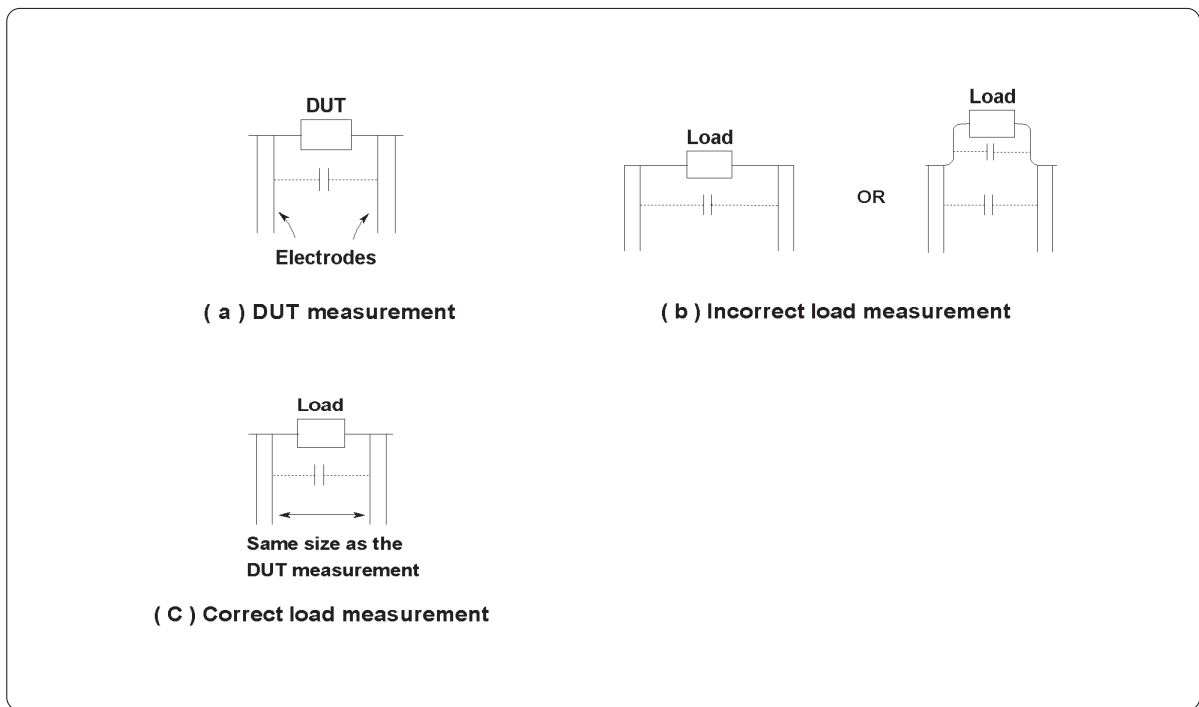 DUT
Electrodes
( a ) DUT measurement
Load
OR
Load
( b ) Incorrect load measurement
Load
Same size as the
DUT measurement
( C ) Correct load measurement